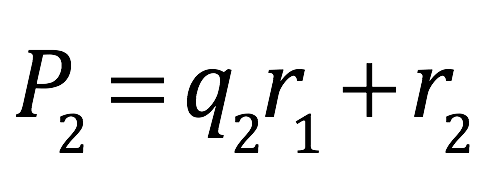 P₂ = q₂r₁ + r₂